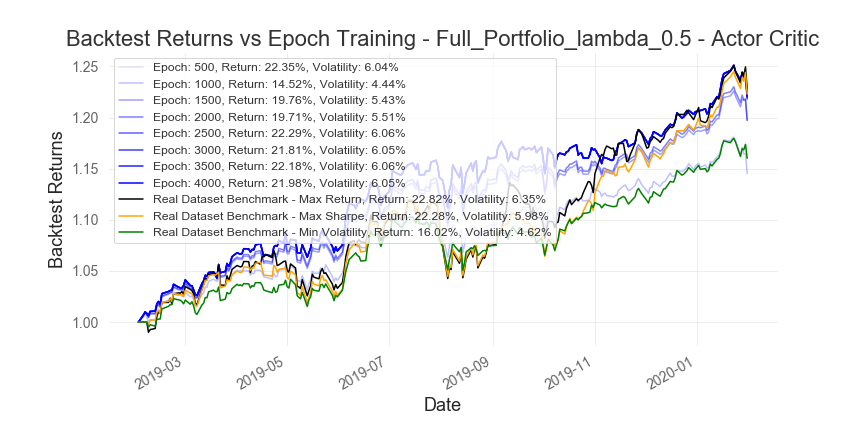 Backtest Returns vs Epoch Training - Full_Portfolio_lambda_0.5 - Actor Critic
Epoch: 500, Return: 22.35%, Volatility: 6.04%
Epoch: 1000, Return: 14.52%, Volatility: 4.44%
Epoch: 1500, Return: 19.76%, Volatility: 5.43%
Epoch: 2000, Return: 19.71%, Volatility: 5.51%
Epoch: 2500, Return: 22.29%, Volatility: 6.06%
Epoch: 3000, Return: 21.81%, Volatility: 6.05%
Epoch: 3500, Return: 22.18%, Volatility: 6.06%
Epoch: 4000, Return: 21.98%, Volatility: 6.05%
Real Dataset Benchmark - Max Return, Return: 22.82%, Volatility: 6.35%
Real Dataset Benchmark - Max Sharpe, Return: 22.28%, Volatility: 5.98%
Real Dataset Benchmark - Min Volatility, Return: 16.02%, Volatility: 4.62%
Backtest Returns
1.25
1.20
1.15
1.10
1.05
1.00
2019-03
2019-05
2019-07
2019-09
2019-11
2020-01
Date